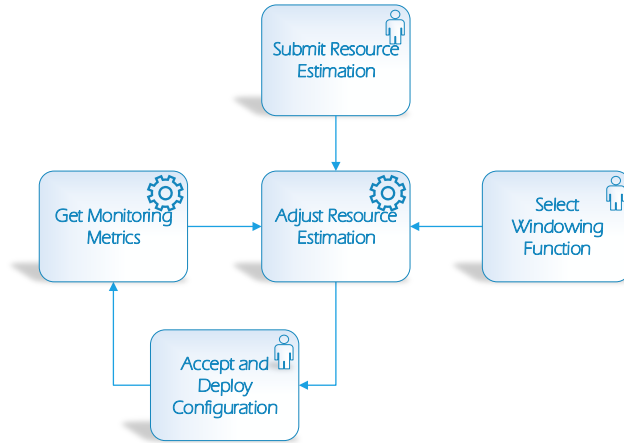 Submit Resource
Estimation
Get Monitoring
Metrics
Adjust Resource
Estimation
Select
Windowing
Function
Accept and
Deploy
Configuration